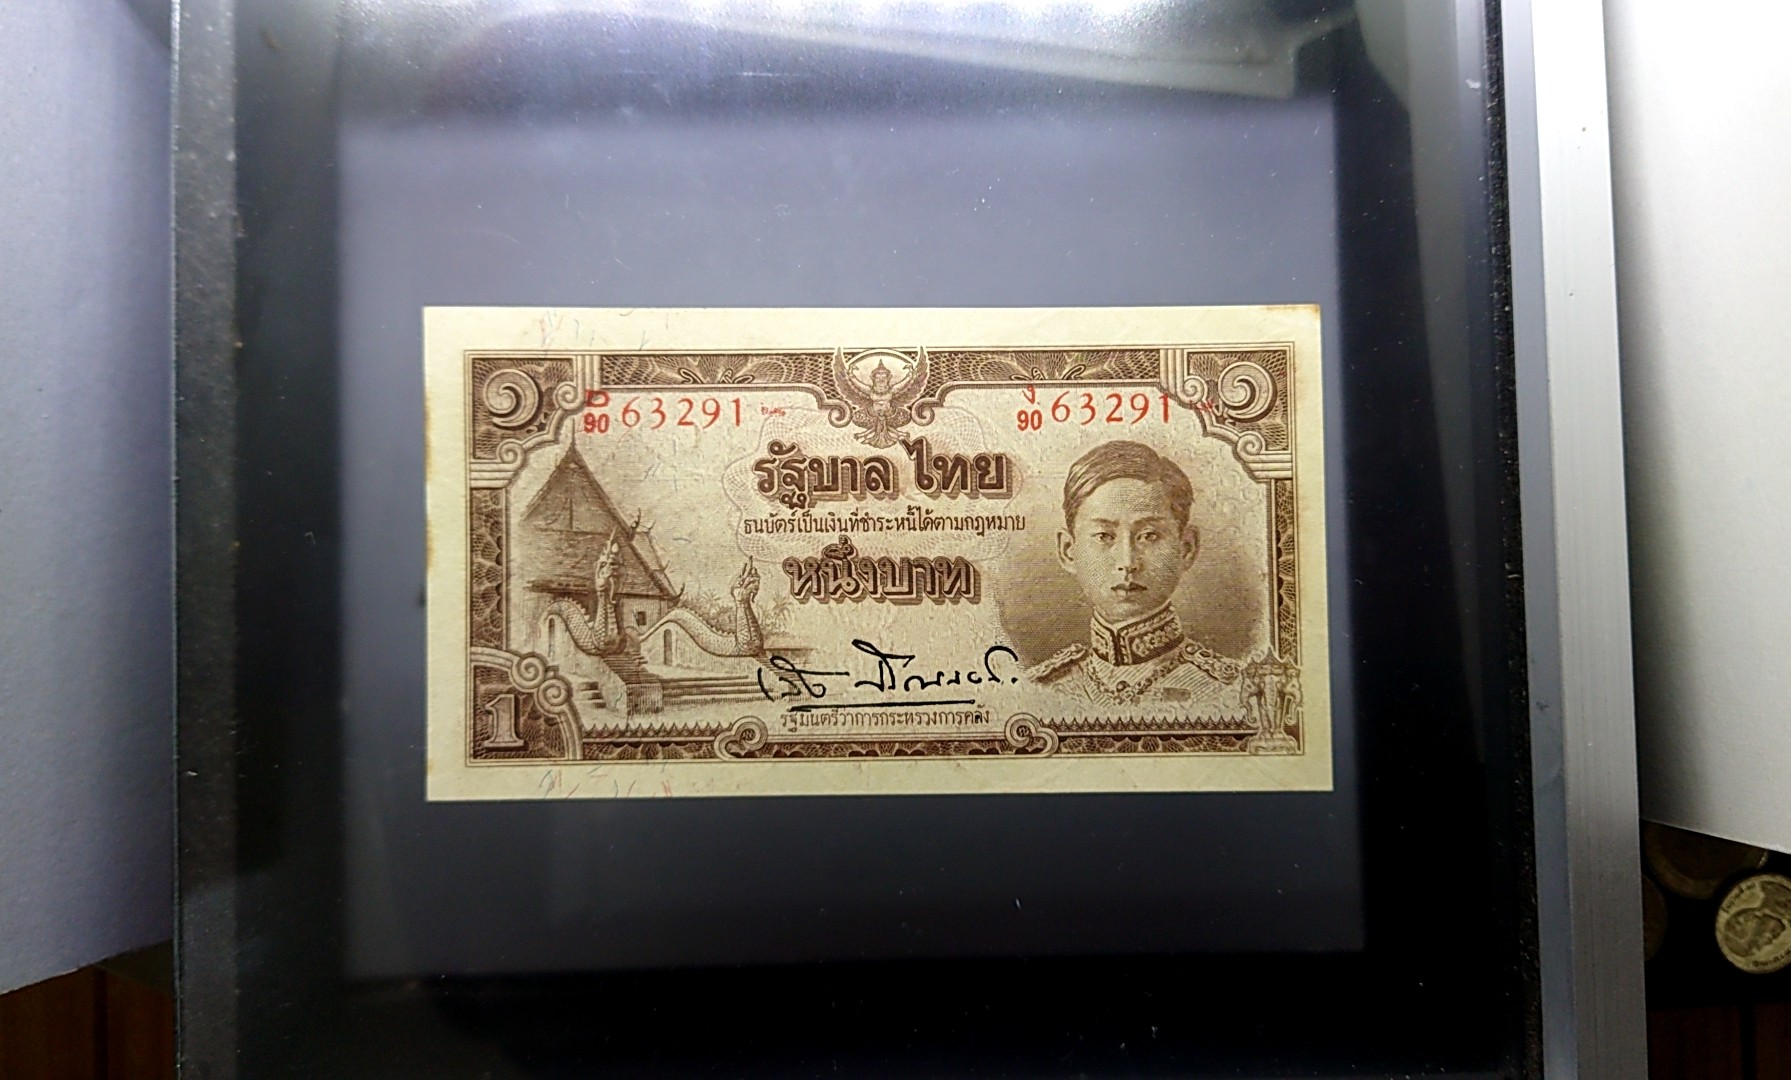 ๑ ๑
D
90 63291
ง
90 63291
รัฐบาล ไทย
ธนบัตร์เป็นเงินที่ชำระหนี้ได้ตามกฎหมาย
หนึ่งบาท
รัฐมนตรีว่าการกระทรวงการคลัง
1